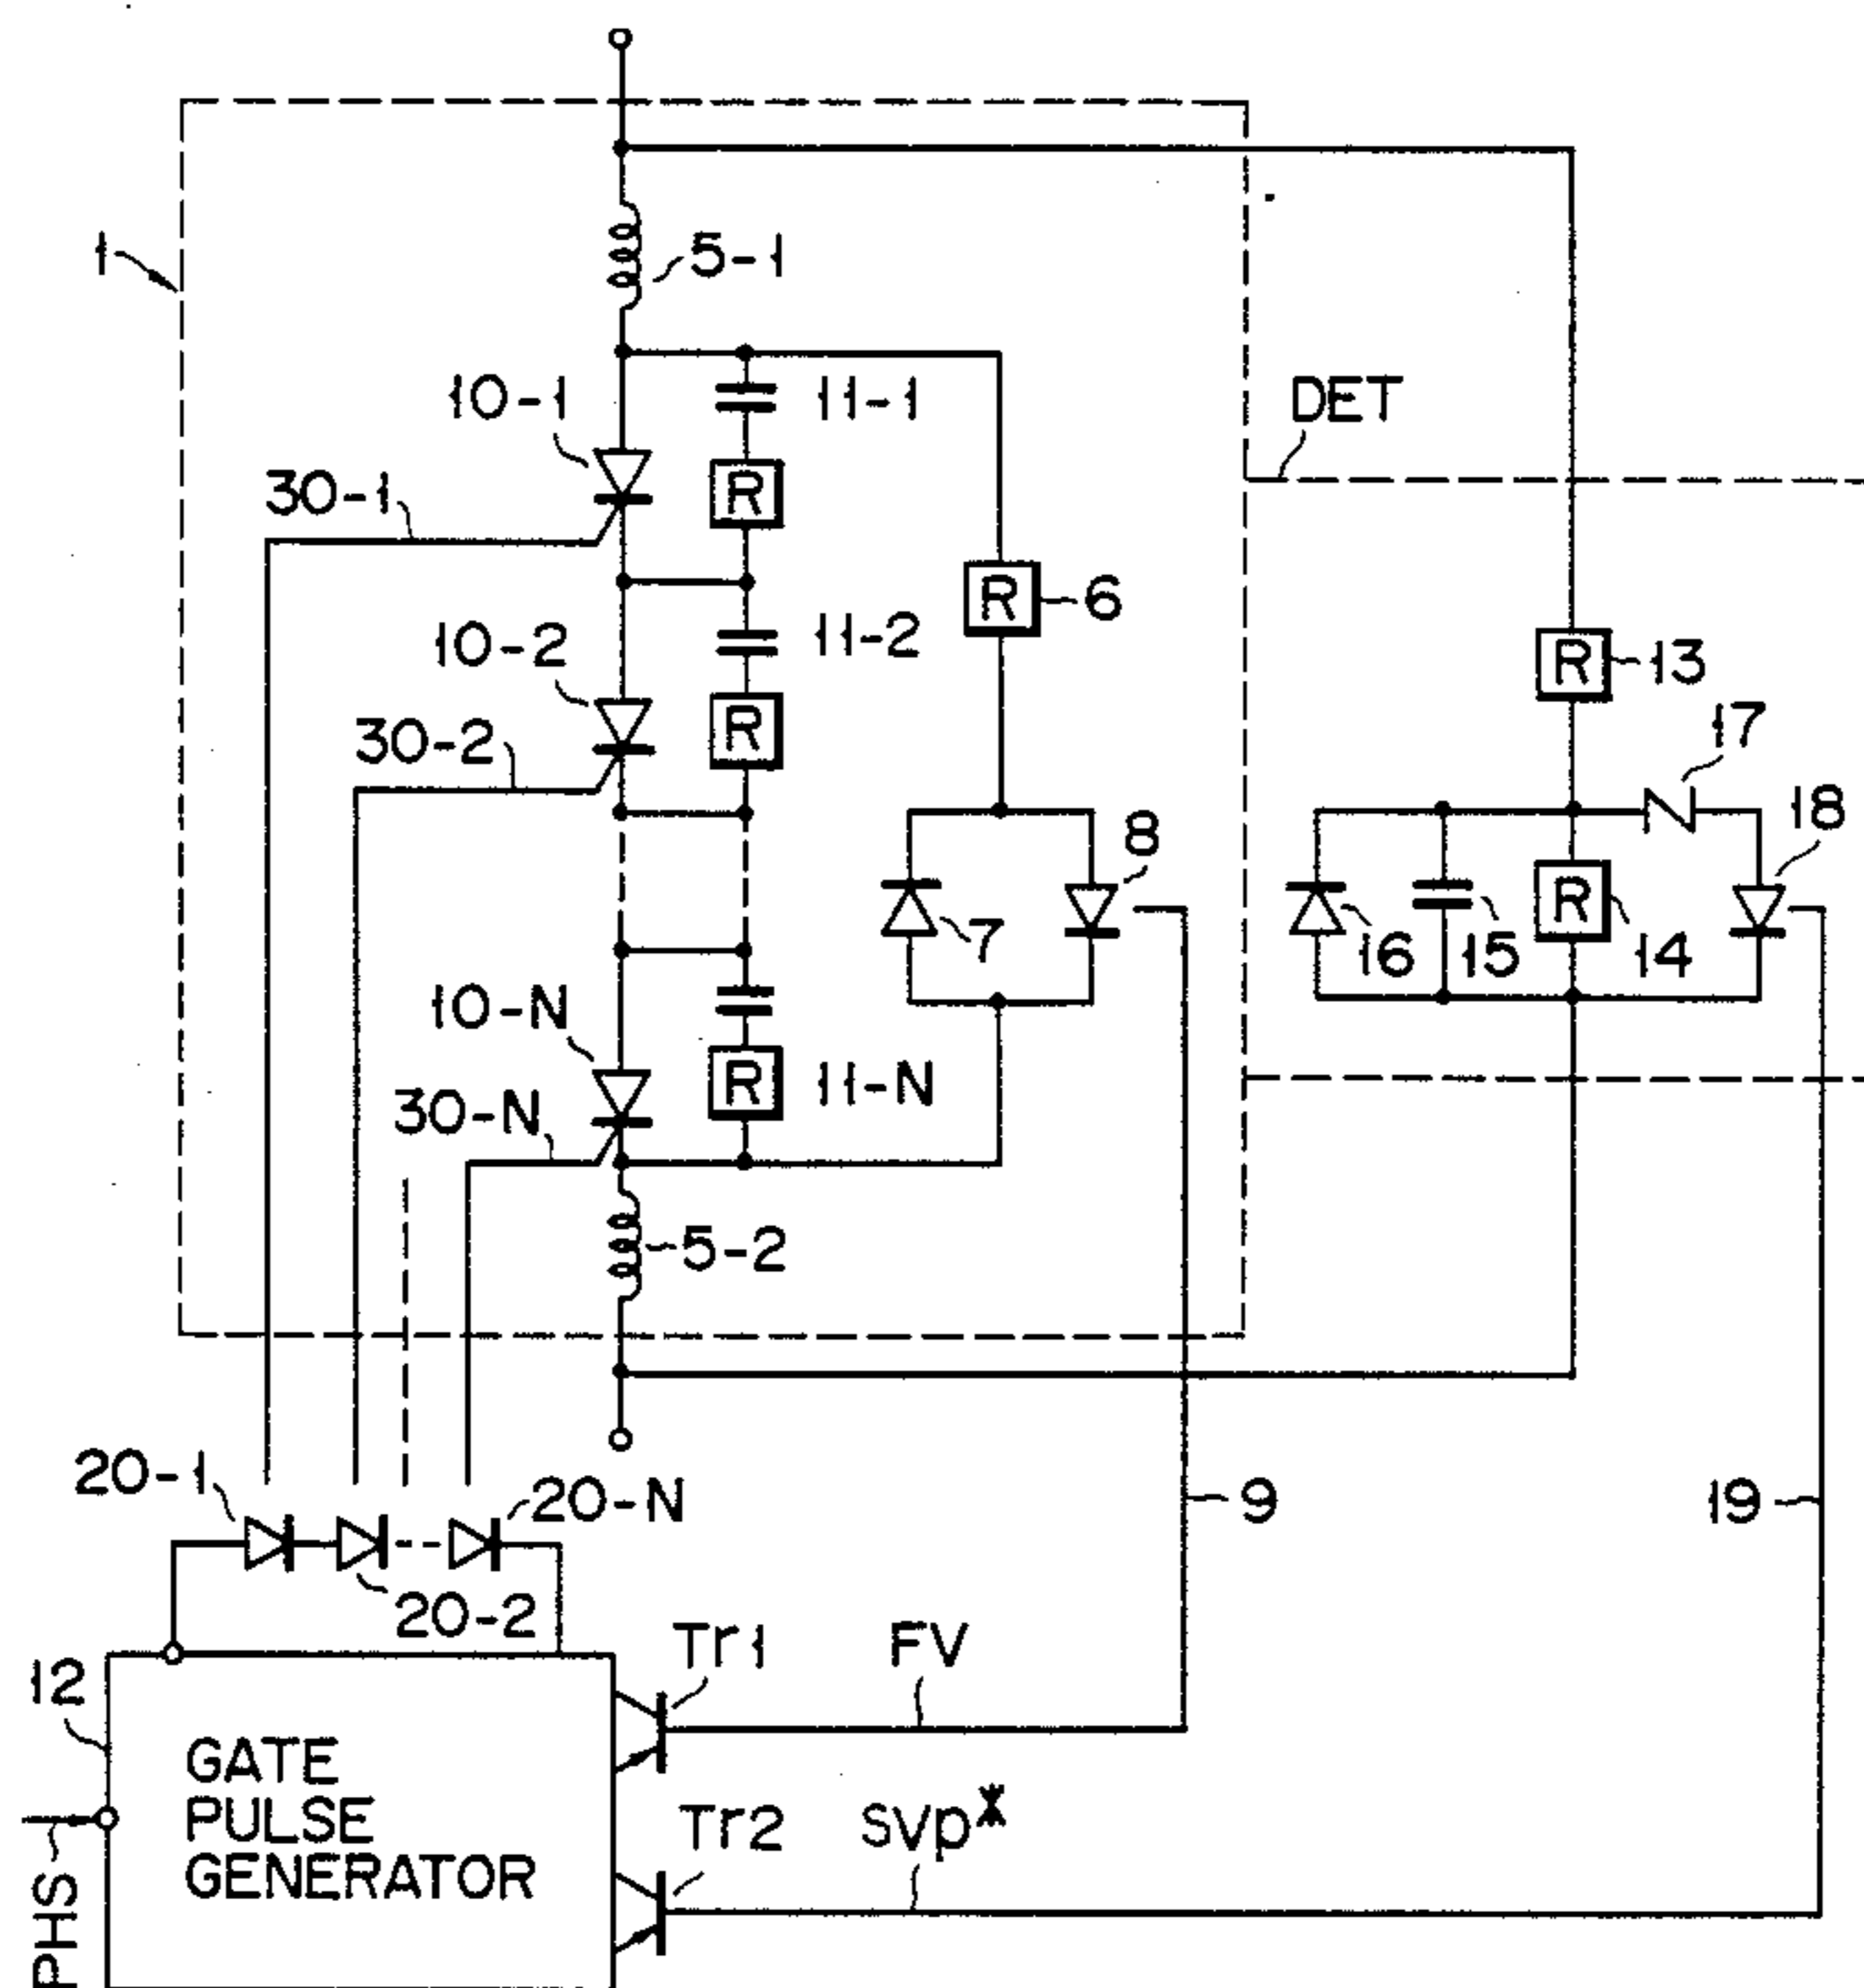 1
5-1
10-1
11-1
DET
R
30-1
R
6
10-2
11-2
R
13
30-2
R
17
18
8
R
7
16
15
14
10-N
R
11-N
30-N
5-2
20-1
20-N
9
19
20-2
Tr1
FV
12
GATE
PULSE
GENERATOR
Tr2
SVp*
PHS